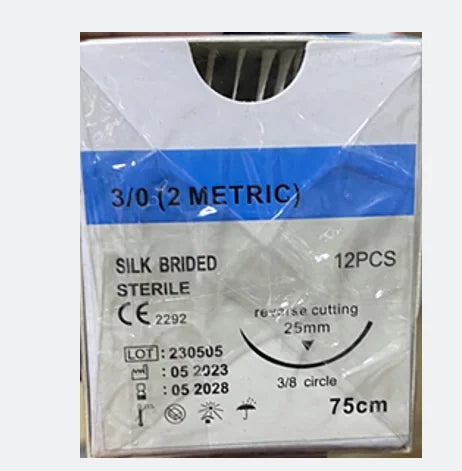 3/0 (2 METRIC)
SILK BRIDED
12PCS
STERILE
CE 2292
reverse cutting
25mm
LOT : 230505
: 05 2023
: 05 2028
3/8 circle
75cm